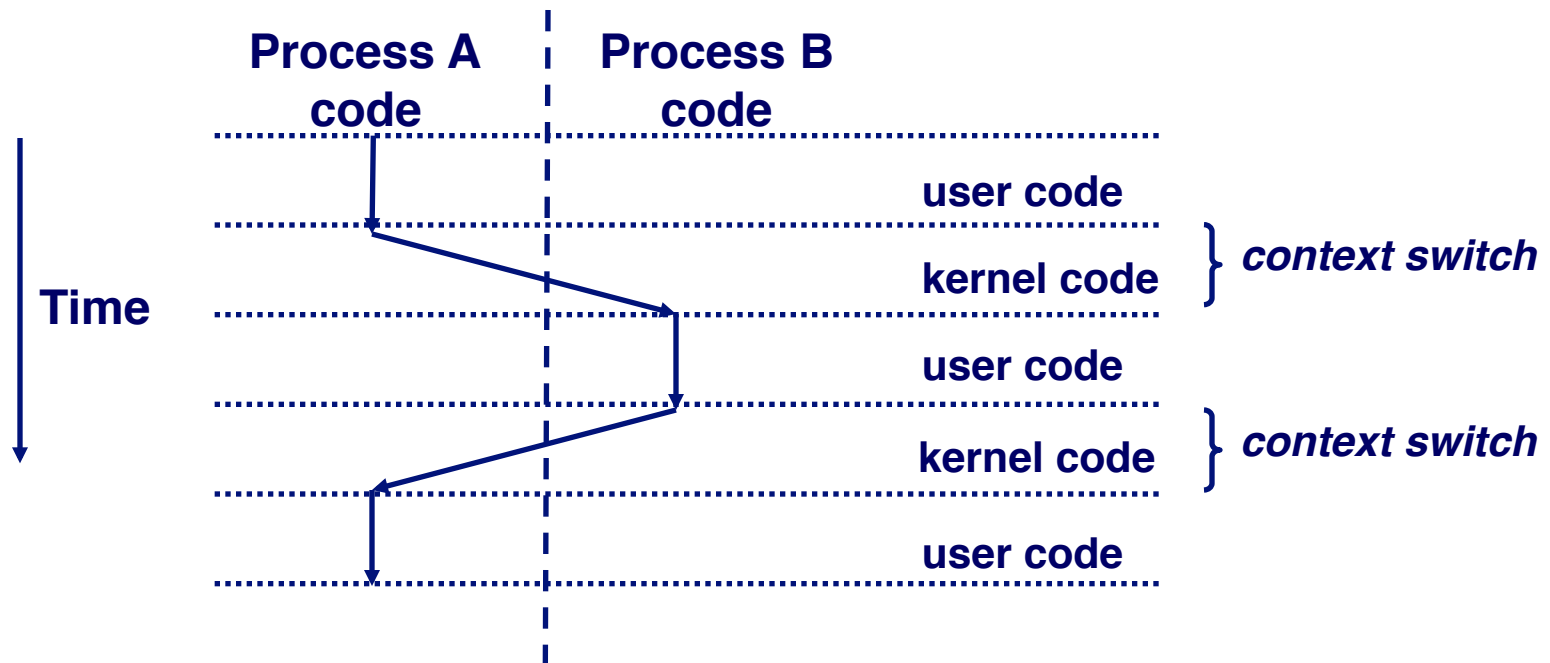 Process A
code
Process B
code
user code
context switch
kernel code
Time
user code
context switch
kernel code
user code